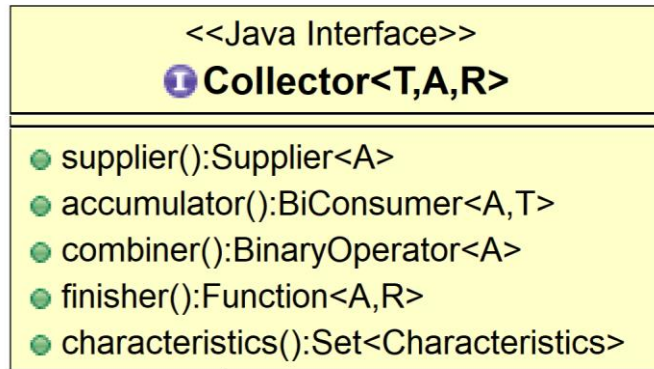 <<Java Interface>>
I Collector<T,A,R>
supplier():Supplier<A>
accumulator():BiConsumer<A,T>
combiner():BinaryOperator<A>
finisher():Function<A,R>
characteristics():Set<Characteristics>